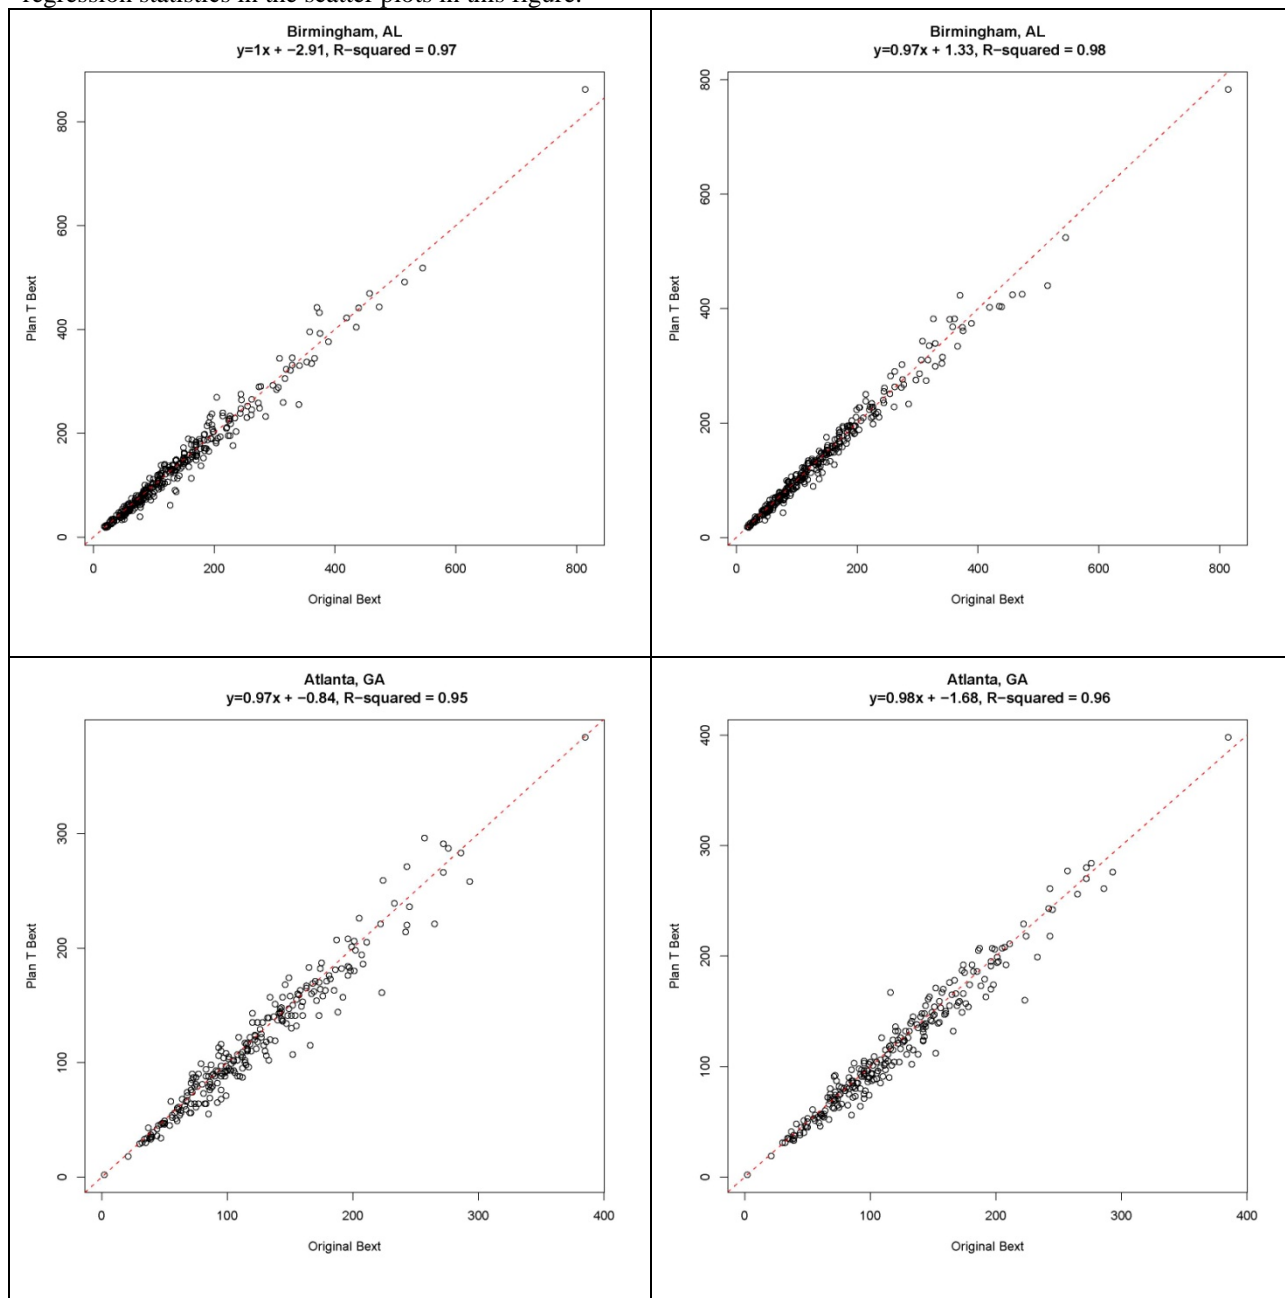 regression statistics in the scatter plots in this figure.
Birmingham, AL
y=1x + −2.91, R−squared = 0.97
Plan T Bext
0
200
400
600
800
0 200 400 600 800
Original Bext
Birmingham, AL
y=0.97x + 1.33, R−squared = 0.98
Plan T Bext
0
200
400
600
800
0 200 400 600 800
Original Bext
Atlanta, GA
y=0.97x + −0.84, R−squared = 0.95
Plan T Bext
0
100
200
300
0 100 200 300 400
Original Bext
Atlanta, GA
y=0.98x + −1.68, R−squared = 0.96
Plan T Bext
0
100
200
300
400
0 100 200 300 400
Original Bext